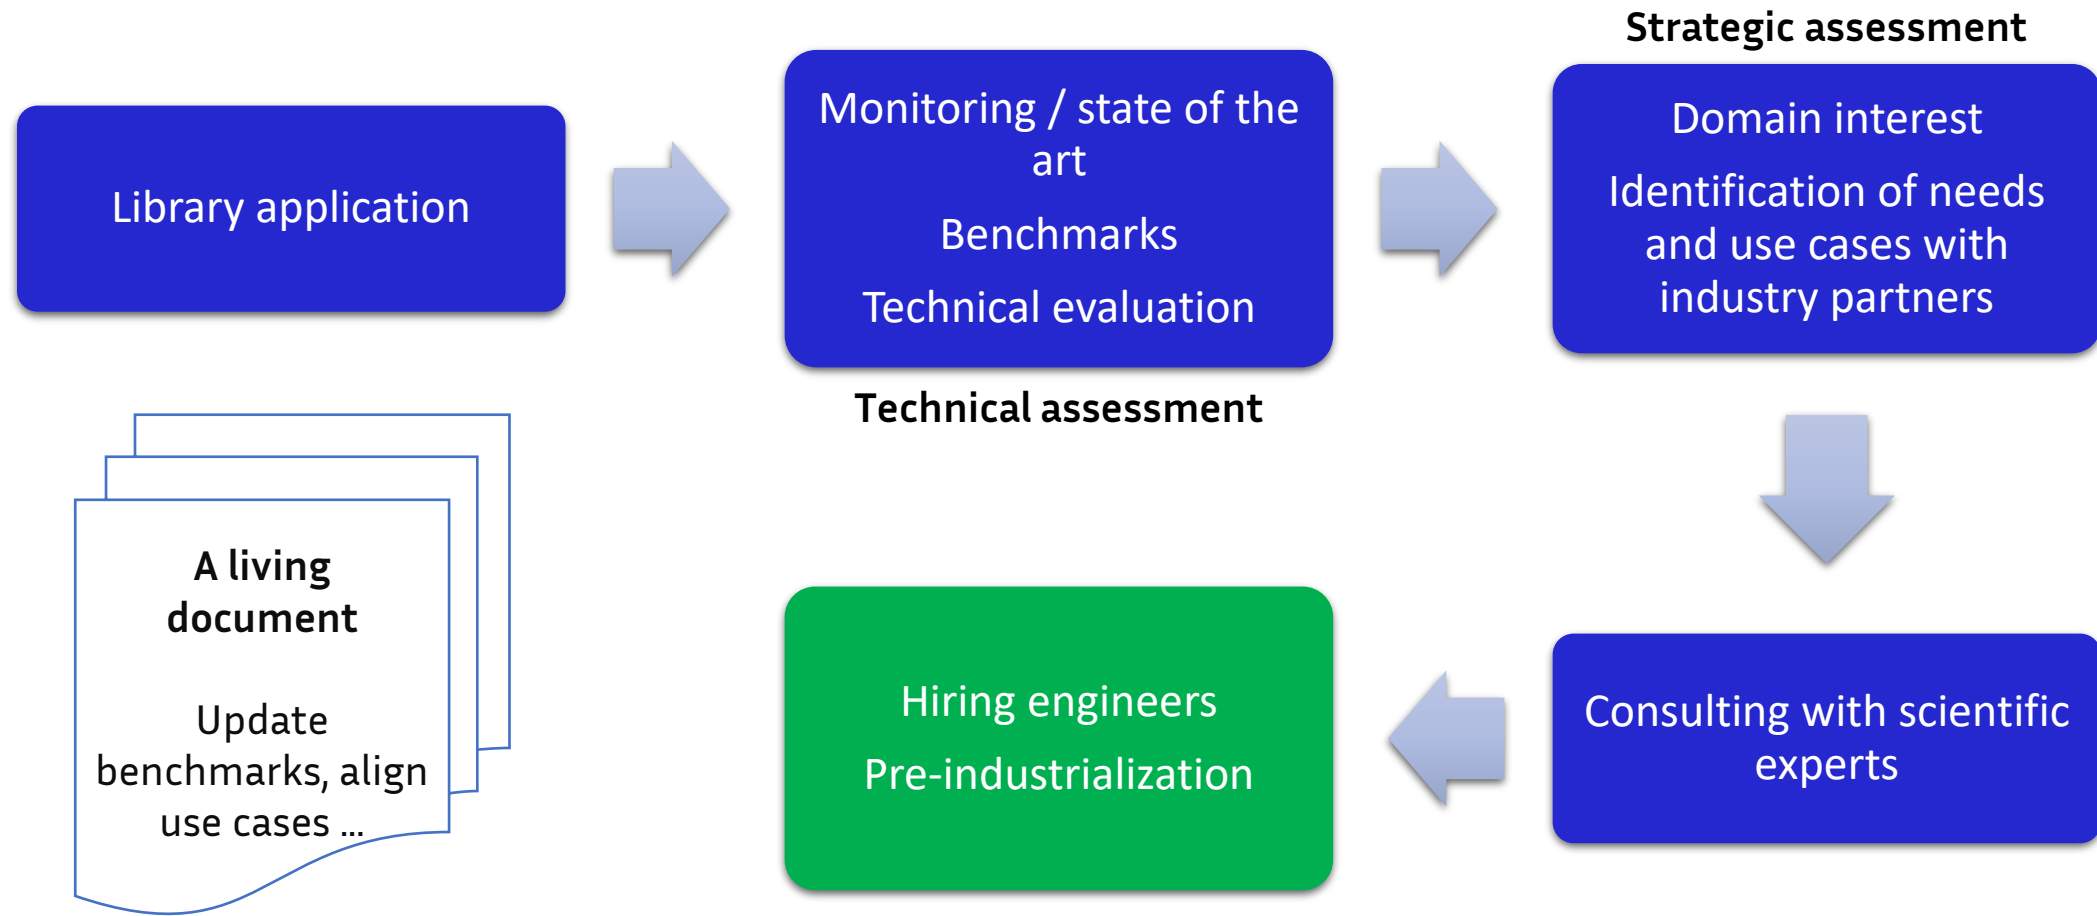 Strategic assessment
Library application
Monitoring / state of the
art
Benchmarks
Technical evaluation
Domain interest
Identification of needs
and use cases with
industry partners
Technical assessment
A living
document
Update
benchmarks, align
use cases ...
Hiring engineers
Pre-industrialization
Consulting with scientific
experts